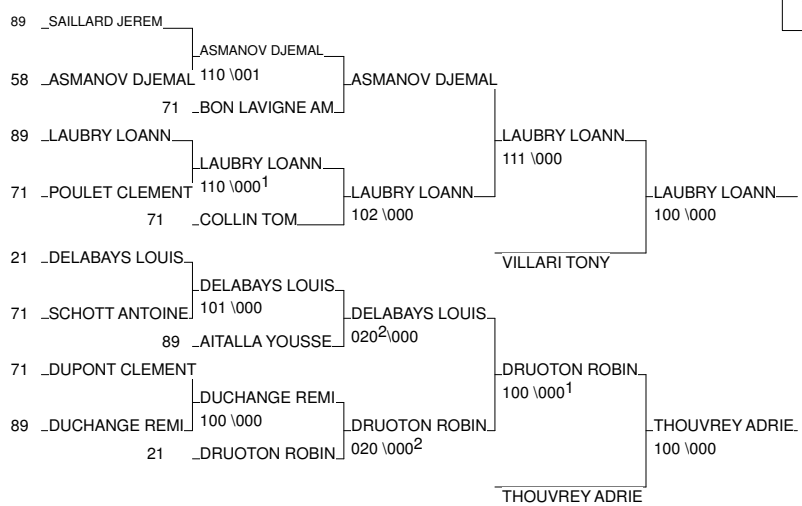 89 SAILLARD JEREM
ASMANOV DJEMAL
110 \001
58 ASMANOV DJEMAL
ASMANOV DJEMAL
71 BON LAVIGNE AM
89 LAUBRY LOANN
LAUBRY LOANN
111 \000
LAUBRY LOANN
110 \000¹
71 POULET CLEMENT
LAUBRY LOANN
102 \000
LAUBRY LOANN
100 \000
71 COLLIN TOM
21 DELABAYS LOUIS
VILLARI TONY
DELABAYS LOUIS
101 \000
71 SCHOTT ANTOINE
DELABAYS LOUIS
020²\000
89 AITALLA YOUSSE
71 DUPONT CLEMENT
DRUOTON ROBIN
100 \000¹
DUCHANGE REMI
100 \000
89 DUCHANGE REMI
DRUOTON ROBIN
020 \000²
THOUVREY ADRIE
100 \000
21 DRUOTON ROBIN
THOUVREY ADRIE